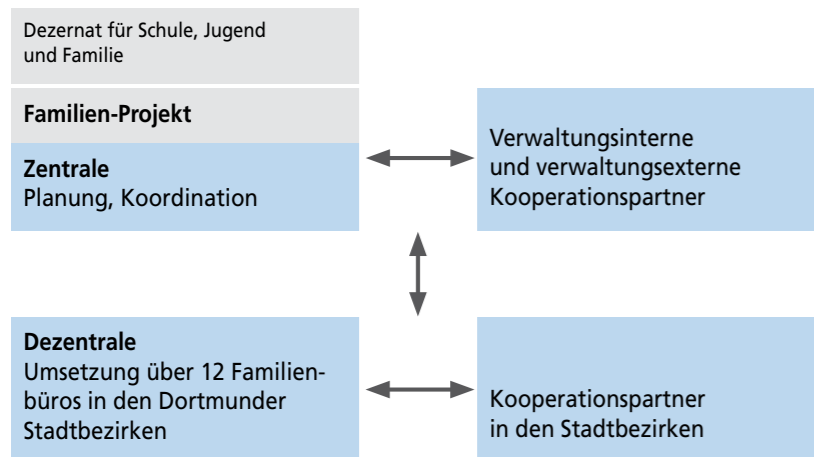 Dezernat für Schule, Jugend
und Familie
Familien-Projekt
Zentrale
Planung, Koordination
Verwaltungsinterne
und verwaltungsexterne
Kooperationspartner
Dezentrale
Umsetzung über 12 Familien-
büros in den Dortmunder
Stadtbezirken
Kooperationspartner
in den Stadtbezirken